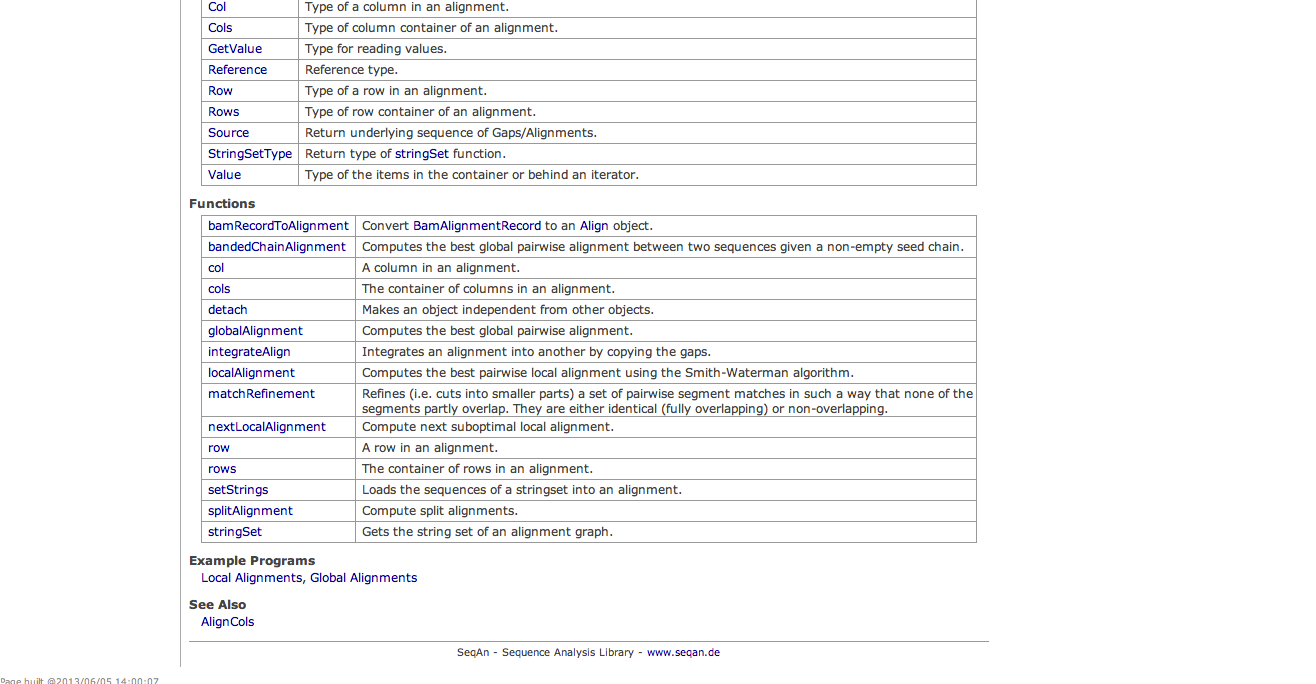 Col Type of a column in an alignment.
Cols Type of column container of an alignment.
GetValue Type for reading values.
Reference Reference type.
Row Type of a row in an alignment.
Rows Type of row container of an alignment.
Source Return underlying sequence of Gaps/Alignments.
StringSetType Return type of stringSet function.
Value Type of the items in the container or behind an iterator.
Functions
bamRecordToAlignment Convert BamAlignmentRecord to an Align object.
bandedChainAlignment Computes the best global pairwise alignment between two sequences given a non-empty seed chain.
col A column in an alignment.
cols The container of columns in an alignment.
detach Makes an object independent from other objects.
globalAlignment Computes the best global pairwise alignment.
integrateAlign Integrates an alignment into another by copying the gaps.
localAlignment Computes the best pairwise local alignment using the Smith-Waterman algorithm.
matchRefinement Refines (i.e. cuts into smaller parts) a set of pairwise segment matches in such a way that none of the
segments partly overlap. They are either identical (fully overlapping) or non-overlapping.
nextLocalAlignment Compute next suboptimal local alignment.
row A row in an alignment.
rows The container of rows in an alignment.
setStrings Loads the sequences of a stringset into an alignment.
splitAlignment Compute split alignments.
stringSet Gets the string set of an alignment graph.
Example Programs
Local Alignments, Global Alignments
See Also
AlignCols
SeqAn - Sequence Analysis Library - www.seqan.de
Page built @2013/06/05 14:00:07